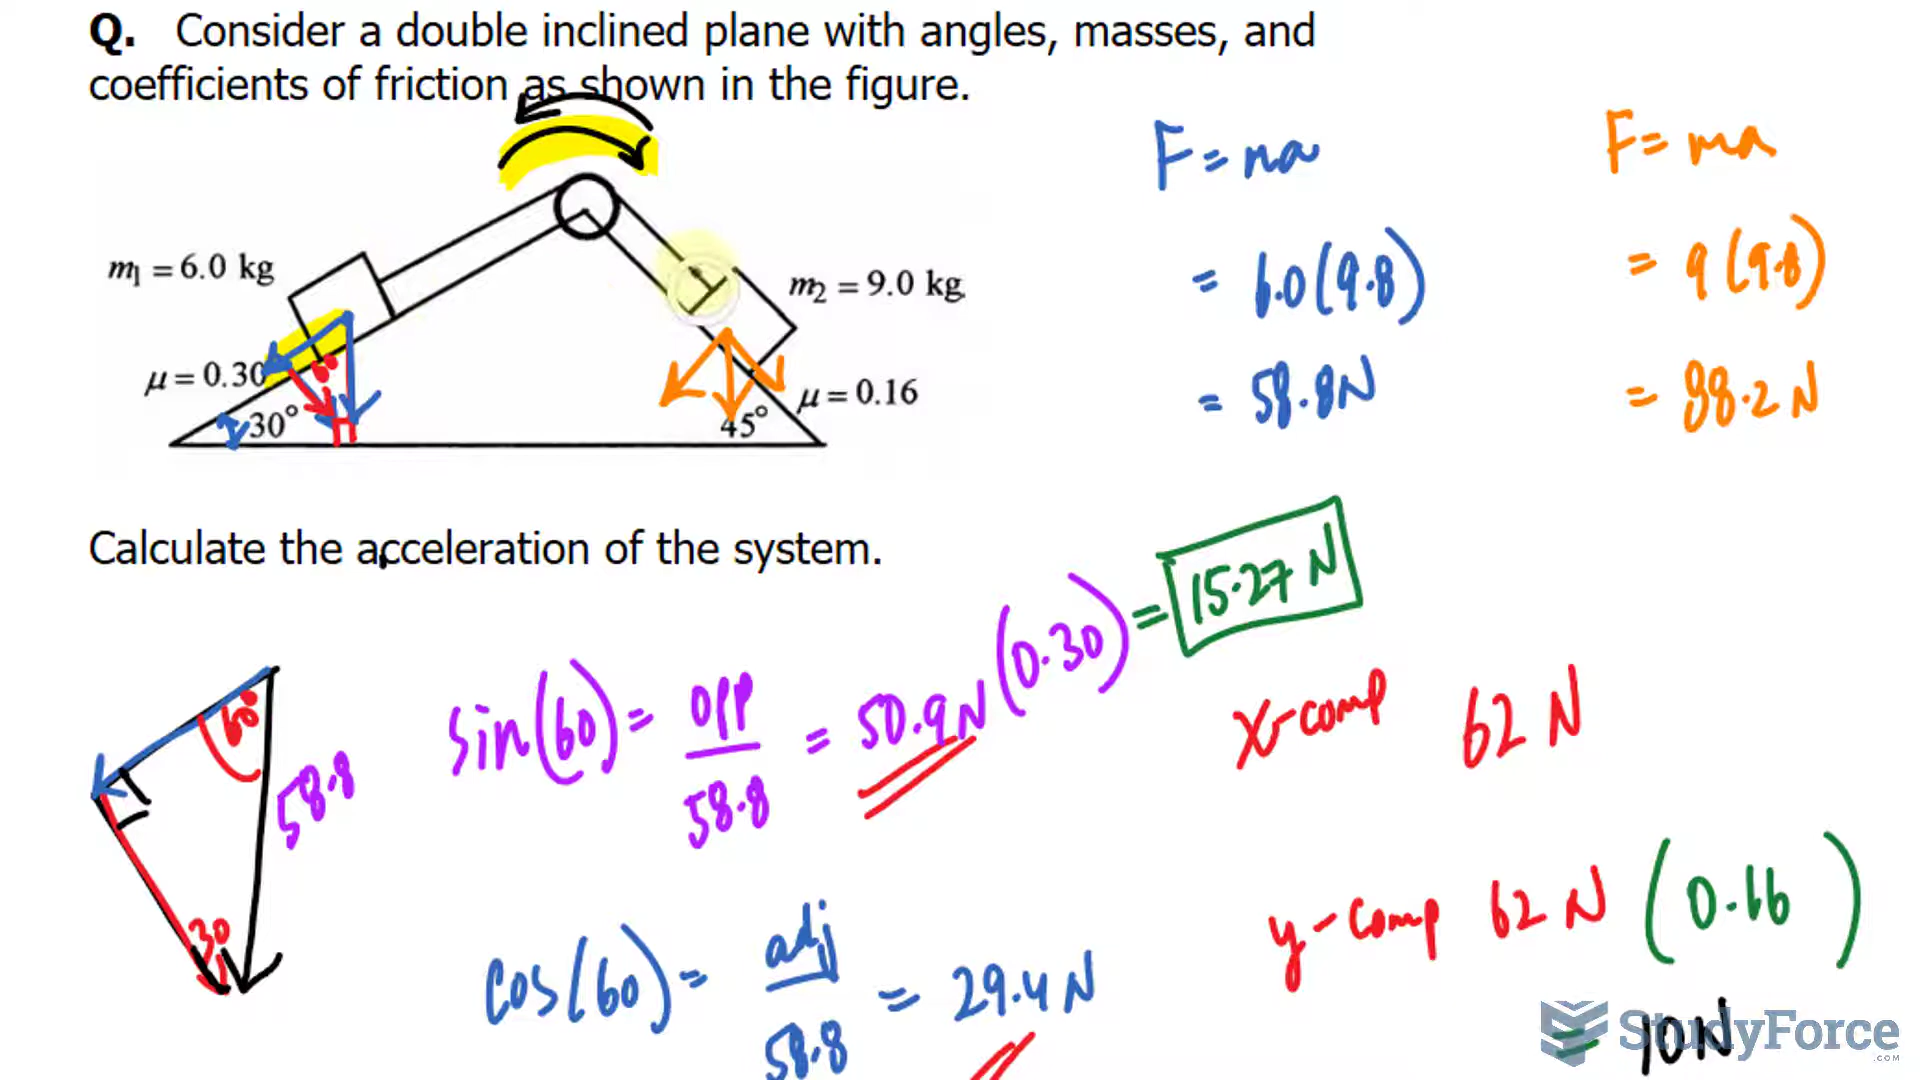 Q. Consider a double inclined plane with angles, masses, and
coefficients of friction as shown in the figure.
F = ma
= 6.0(9.8)
= 58.8N
F = ma
= 9(9.8)
= 88.2 N
m1 = 6.0 kg
m2 = 9.0 kg
μ = 0.30
60°
μ = 0.16
30°
45°
Calculate the acceleration of the system.
sin(60) = opp/58.8 = 50.9N (0.30) = 15.27 N
60°
58.8
30
cos(60) = adj/58.8 = 29.4 N
x-comp 62 N
y-comp 62 N (0.16)
= 10N
StudyForce
.COM